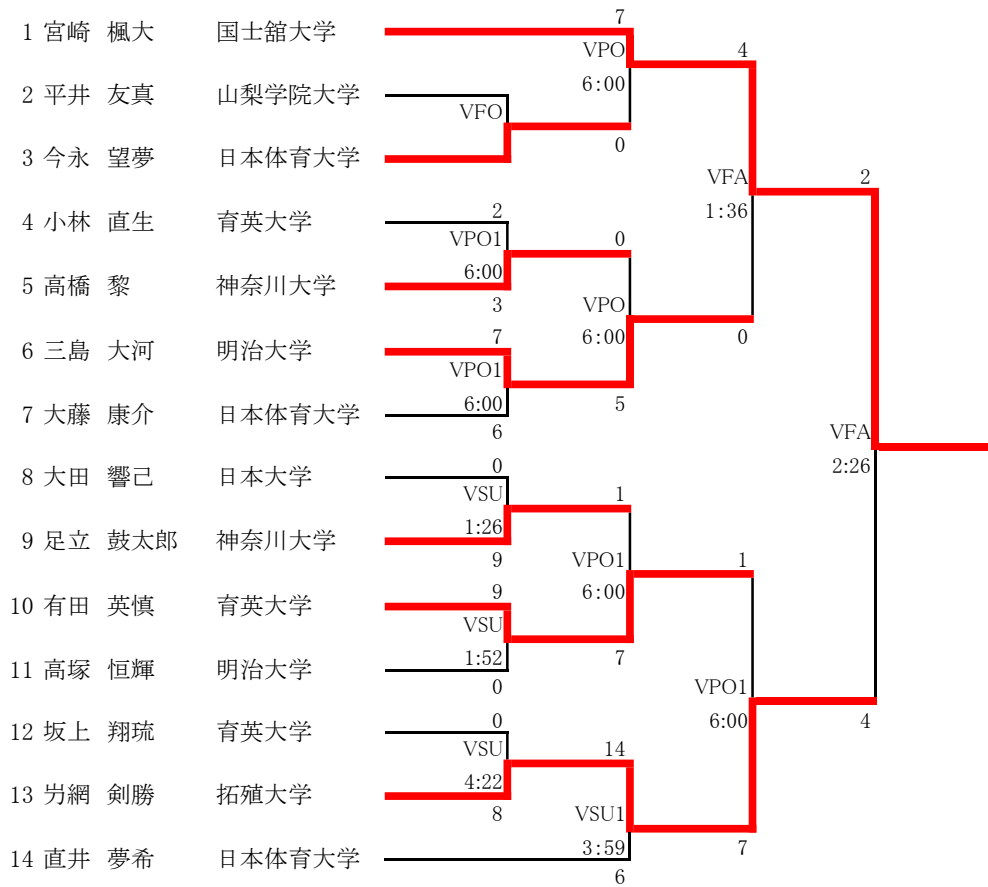 1 宮崎 楓大 国士舘大学
7
VPO
6:00
0
2 平井 友真 山梨学院大学
VFO
3 今永 望夢 日本体育大学
4
VFA
1:36
0
4 小林 直生 育英大学
2
VPO1
6:00
3
5 高橋 黎 神奈川大学
0
VPO
6:00
5
6 三島 大河 明治大学
7
VPO1
6:00
6
7 大藤 康介 日本体育大学
2
VFA
2:26
4
8 大田 響己 日本大学
0
VSU
1:26
9
9 足立 鼓太郎 神奈川大学
1
VPO1
6:00
7
10 有田 英慎 育英大学
9
VSU
1:52
0
11 高塚 恒輝 明治大学
1
VPO1
6:00
7
12 坂上 翔琉 育英大学
0
VSU
4:22
8
13 屶網 剣勝 拓殖大学
14
VSU1
3:59
6
14 直井 夢希 日本体育大学